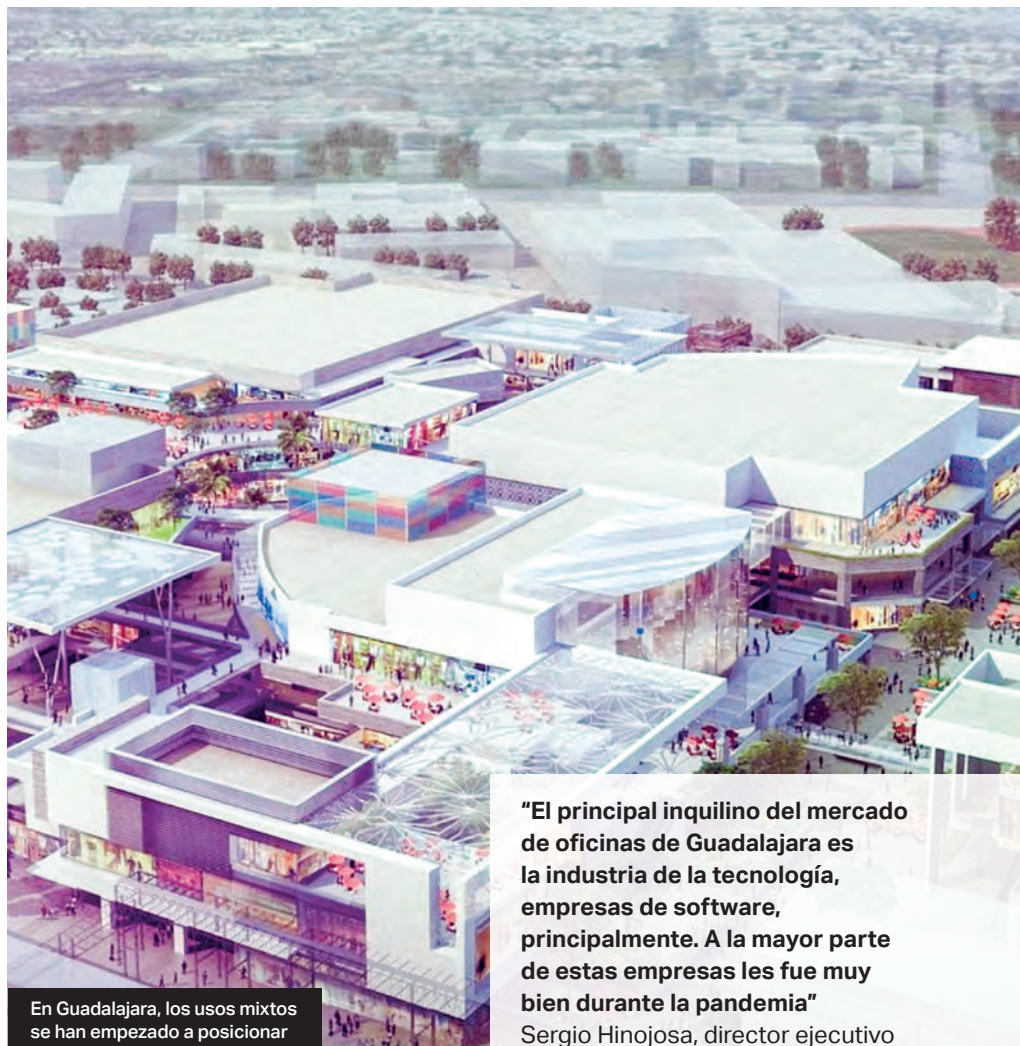 En Guadalajara, los usos mixtos
se han empezado a posicionar
“El principal inquilino del mercado
de oficinas de Guadalajara es
la industria de la tecnología,
empresas de software,
principalmente. A la mayor parte
de estas empresas les fue muy
bien durante la pandemia”
Sergio Hinojosa, director ejecutivo